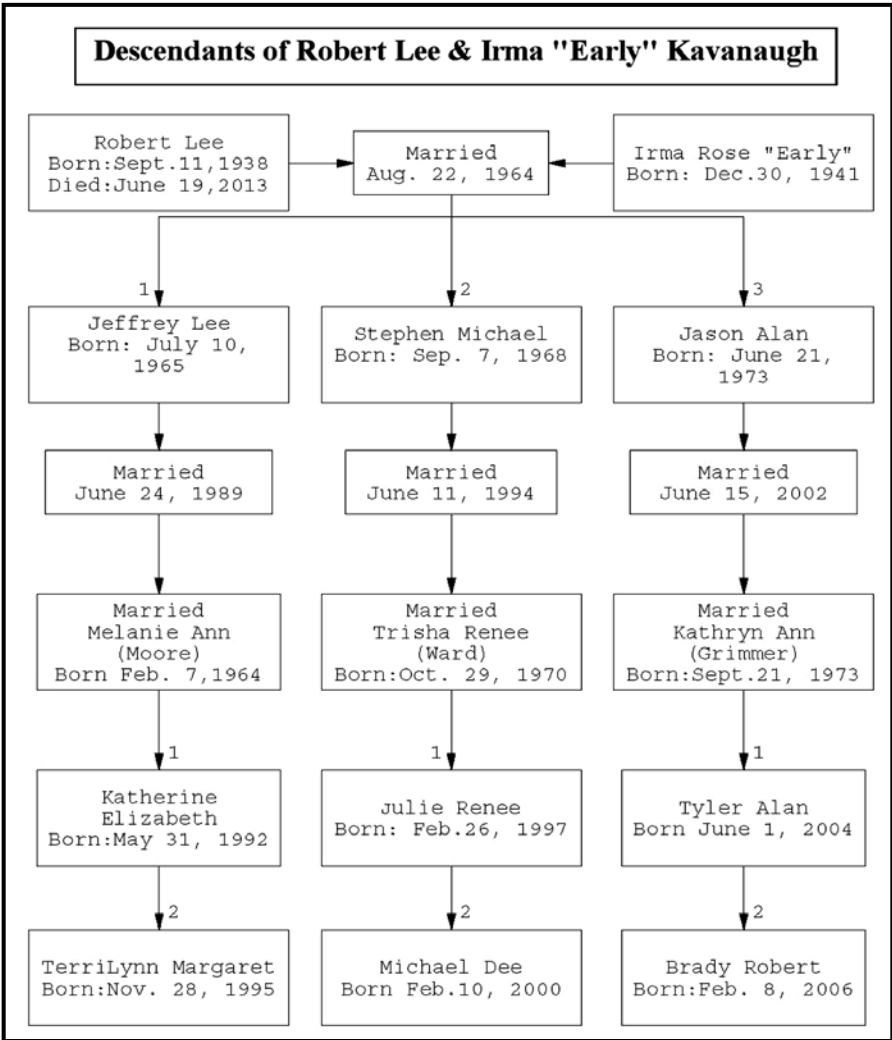 Descendants of Robert Lee & Irma "Early" Kavanaugh
Robert Lee
Born:Sept.11,1938
Died:June 19,2013
Married
Aug. 22, 1964
Irma Rose "Early"
Born: Dec.30, 1941
1
2
3
Jeffrey Lee
Born: July 10,
1965
Stephen Michael
Born: Sep. 7, 1968
Jason Alan
Born: June 21,
1973
Married
June 24, 1989
Married
June 11, 1994
Married
June 15, 2002
Married
Melanie Ann
(Moore)
Born Feb. 7,1964
Married
Trisha Renee
(Ward)
Born:Oct. 29, 1970
Married
Kathryn Ann
(Grimmer)
Born:Sept.21, 1973
1
1
1
Katherine
Elizabeth
Born:May 31, 1992
Julie Renee
Born: Feb.26, 1997
Tyler Alan
Born June 1, 2004
2
2
2
TerriLynn Margaret
Born:Nov. 28, 1995
Michael Dee
Born Feb.10, 2000
Brady Robert
Born:Feb. 8, 2006